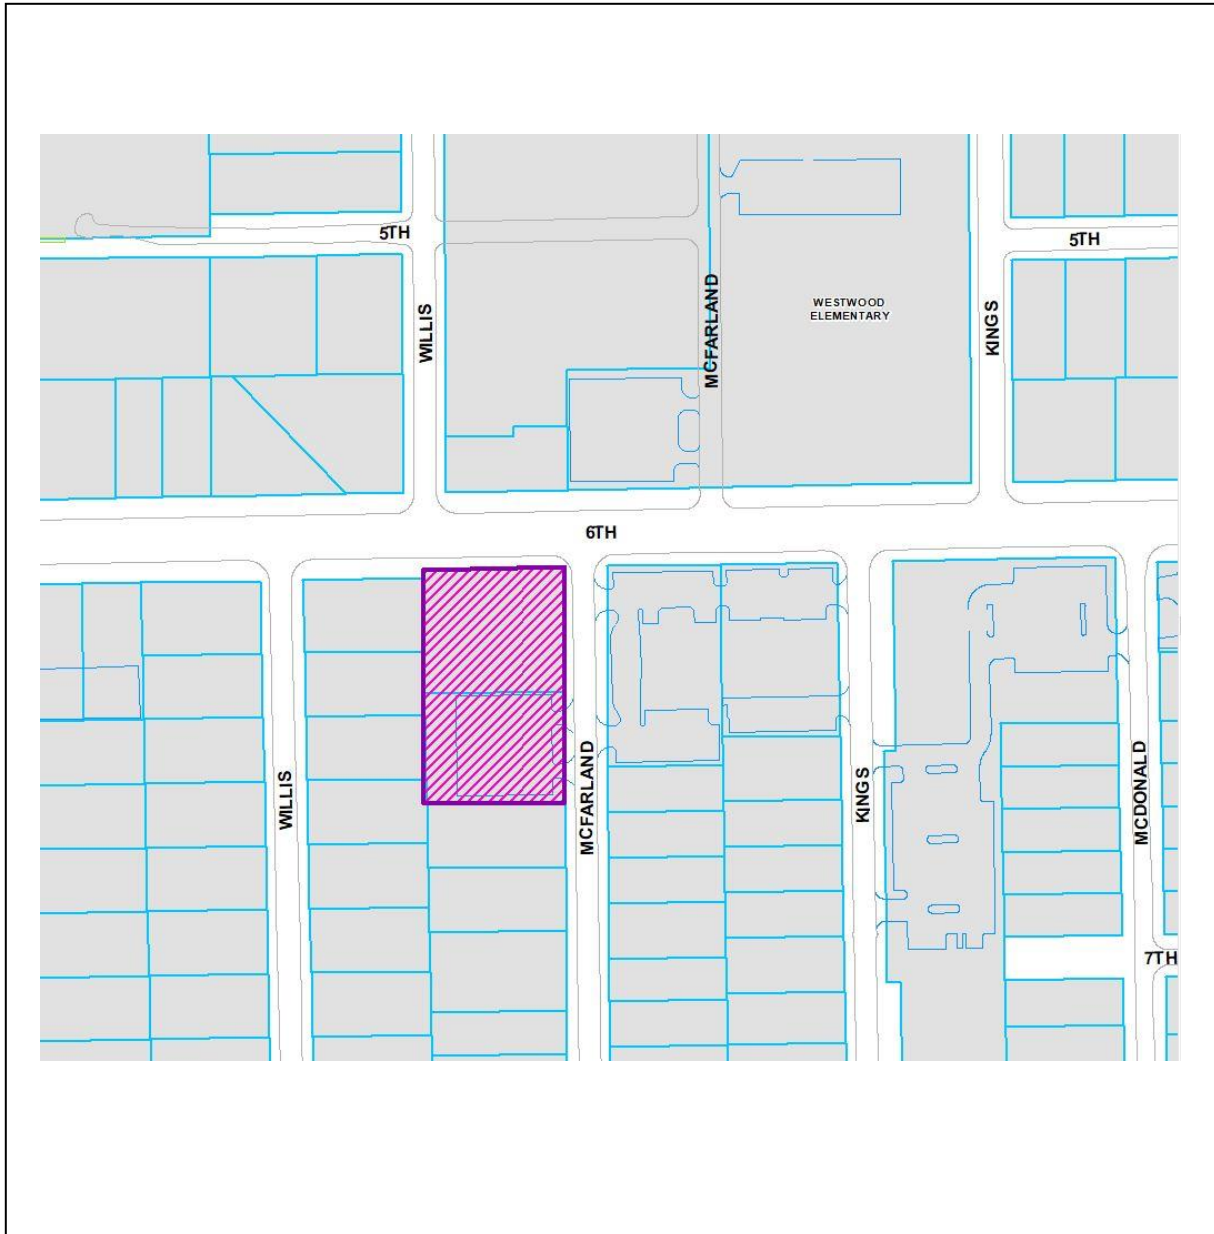 5TH
5TH
WILLIS
MCFARLAND
WESTWOOD
ELEMENTARY
KINGS
6TH
WILLIS
MCFARLAND
KINGS
MCDONALD
7TH